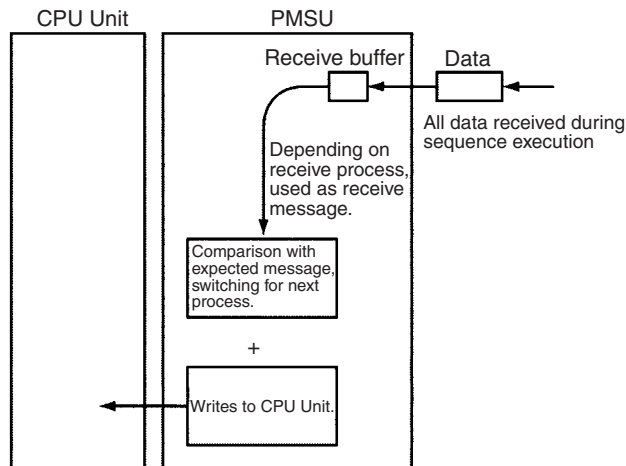 CPU Unit
PMSU
Receive buffer
Data
All data received during
sequence execution
Depending on
receive process,
used as receive
message.
Comparison with
expected message,
switching for next
process.
+
Writes to CPU Unit.